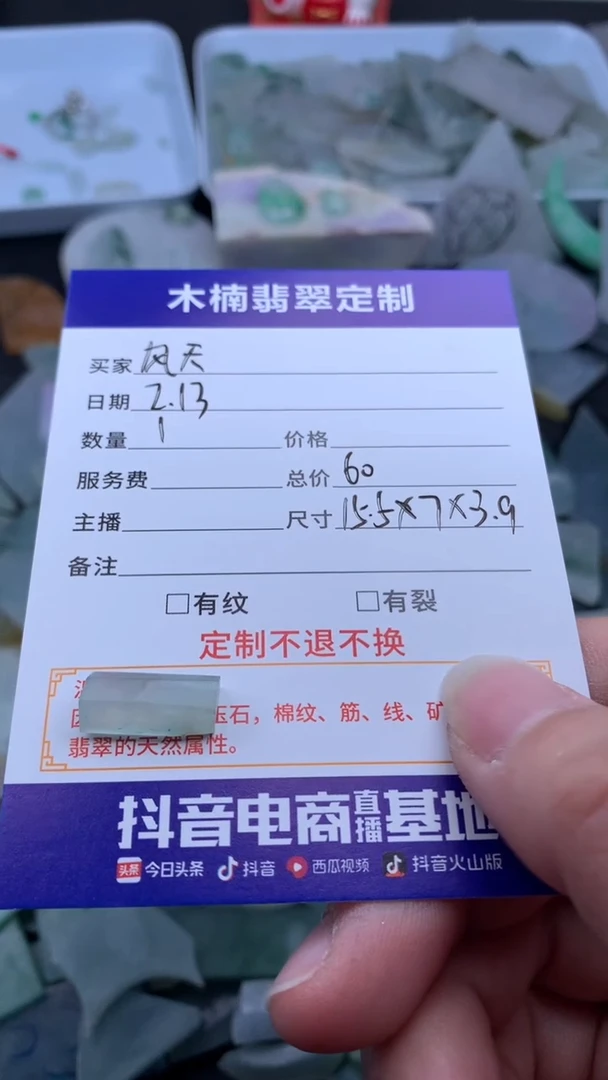 木楠翡翠定制
买家 风天
日期 2.13
数量 1 价格
服务费 总价 60
主播 尺寸 15.5×7×3.9
备注
□有纹 □有裂
定制不退不换
玉石，棉纹、筋、线、矿
翡翠的天然属性。
抖音电商直播基地
头条 今日头条 抖音 西瓜视频 抖音火山版